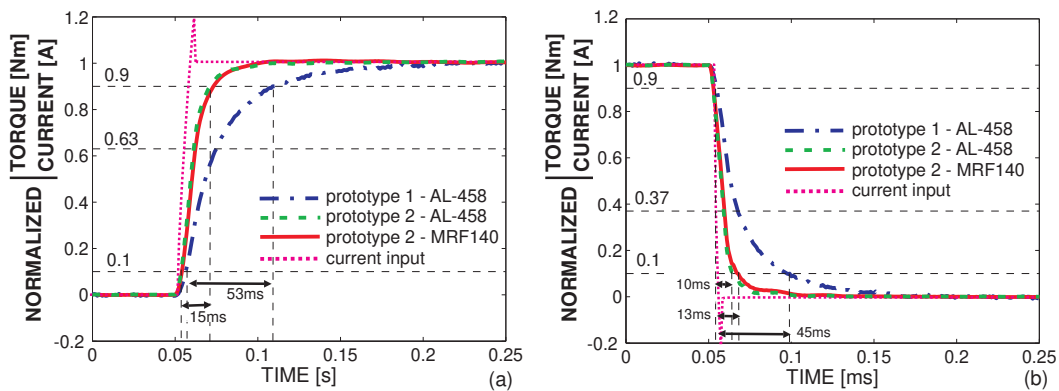 NORMALIZED TORQUE [Nm] CURRENT [A]
1.2
1
0.8
0.6
0.4
0.2
0
-0.2
0.9
0.63
0.1
prototype 1 - AL-458
prototype 2 - AL-458
prototype 2 - MRF140
current input
53ms
15ms
0
0.05
0.1
0.15
0.2
0.25
TIME [s]
(a)
NORMALIZED TORQUE [Nm] CURRENT [A]
1.2
1
0.8
0.6
0.4
0.2
0
-0.2
0.9
0.37
0.1
prototype 1 - AL-458
prototype 2 - AL-458
prototype 2 - MRF140
current input
10ms
13ms
45ms
0
0.05
0.1
0.15
0.2
0.25
TIME [ms]
(b)